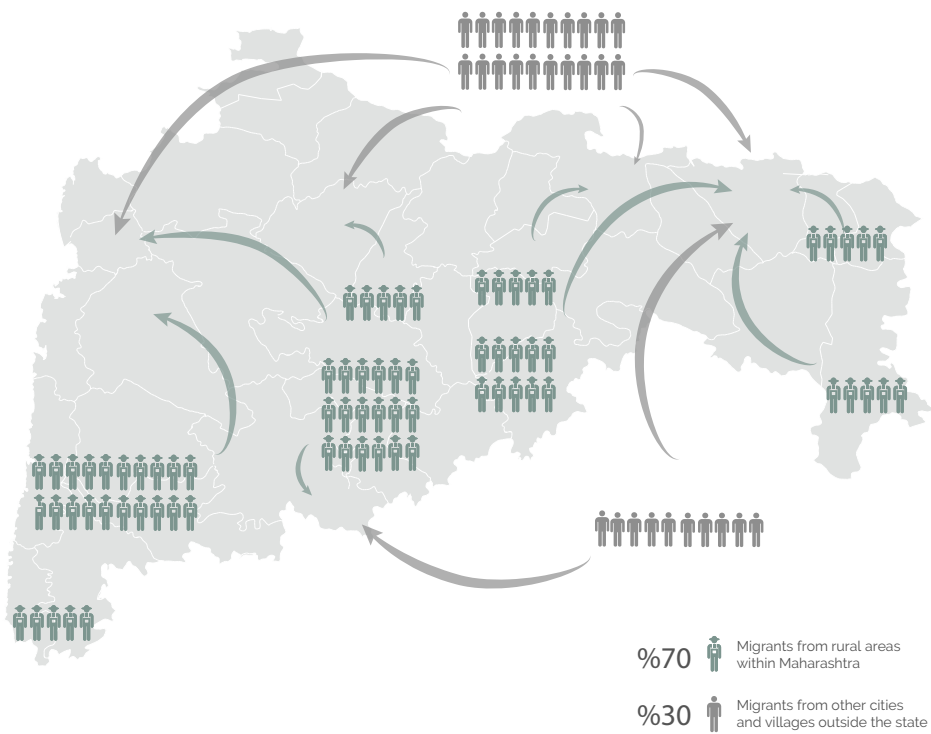 %70
Migrants from rural areas
within Maharashtra
%30
Migrants from other cities
and villages outside the state